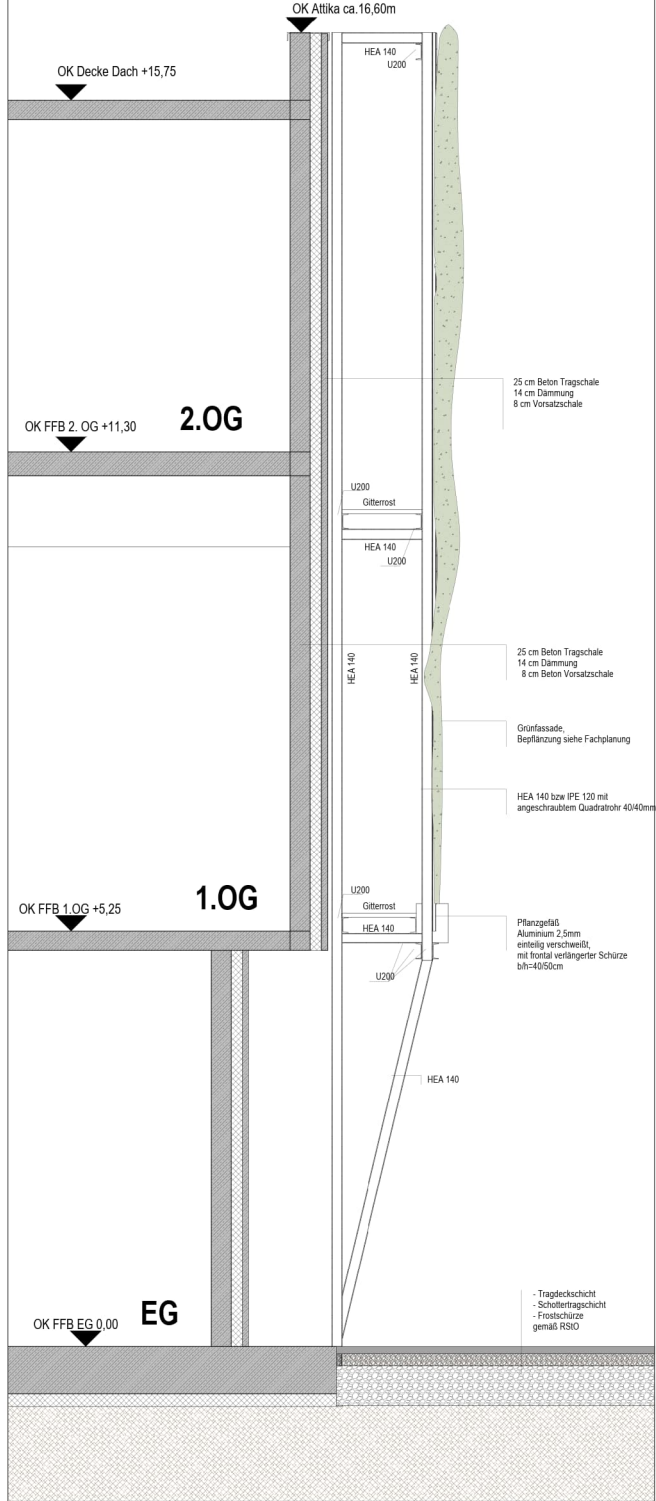 OK Attika ca.16,60m
HEA 140
U200
OK Decke Dach +15,75
25 cm Beton Tragschale
14 cm Dämmung
8 cm Vorsatzschale
2.OG
OK FFB 2. OG +11,30
U200
Gitterrost
HEA 140
U200
25 cm Beton Tragschale
14 cm Dämmung
8 cm Beton Vorsatzschale
HEA 140
HEA 140
Grünfassade,
Bepflänzung siehe Fachplanung
HEA 140 bzw IPE 120 mit
angeschraubtem Quadratrohr 40/40mm
1.OG
OK FFB 1.OG +5,25
U200
Gitterrost
HEA 140
U200
Pflanzgefäß
Aluminium 2,5mm
einteilig verschweißt,
mit frontal verlängerter Schürze
b/h=40/50cm
HEA 140
EG
OK FFB EG 0,00
- Tragdeckschicht
- Schottertragschicht
- Frostschürze
gemäß RStO